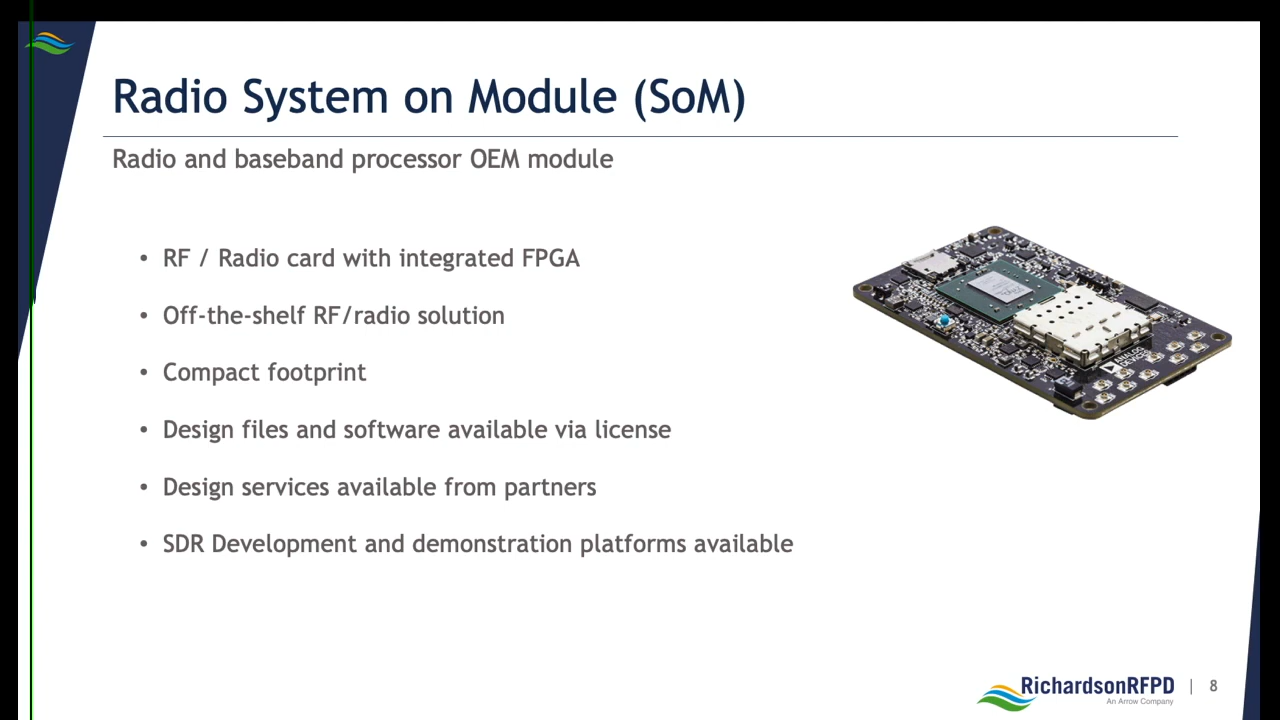 Radio System on Module (SoM)
Radio and baseband processor OEM module
• RF / Radio card with integrated FPGA
• Off-the-shelf RF/radio solution
• Compact footprint
• Design files and software available via license
• Design services available from partners
• SDR Development and demonstration platforms available
ANALOG
DEVICES
RichardsonRFPD | 8
An Arrow Company